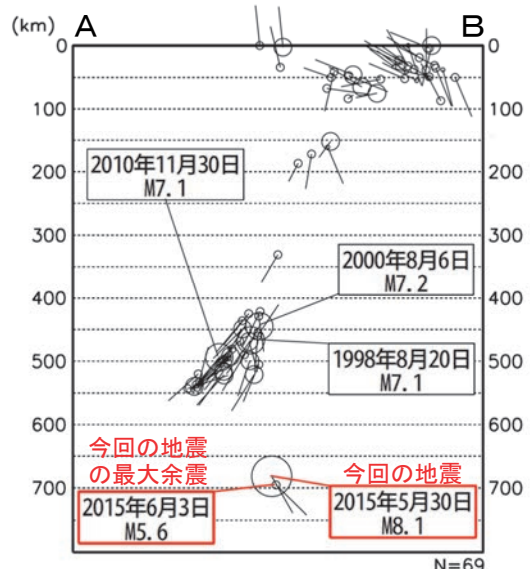 (km)
A
B
0
0
100
100
200
200
300
300
400
400
500
500
600
600
700
700
2010年11月30日
M7.1
2000年8月6日
M7.2
1998年8月20日
M7.1
今回の地震
の最大余震
2015年6月3日
M5.6
今回の地震
2015年5月30日
M8.1
N=69